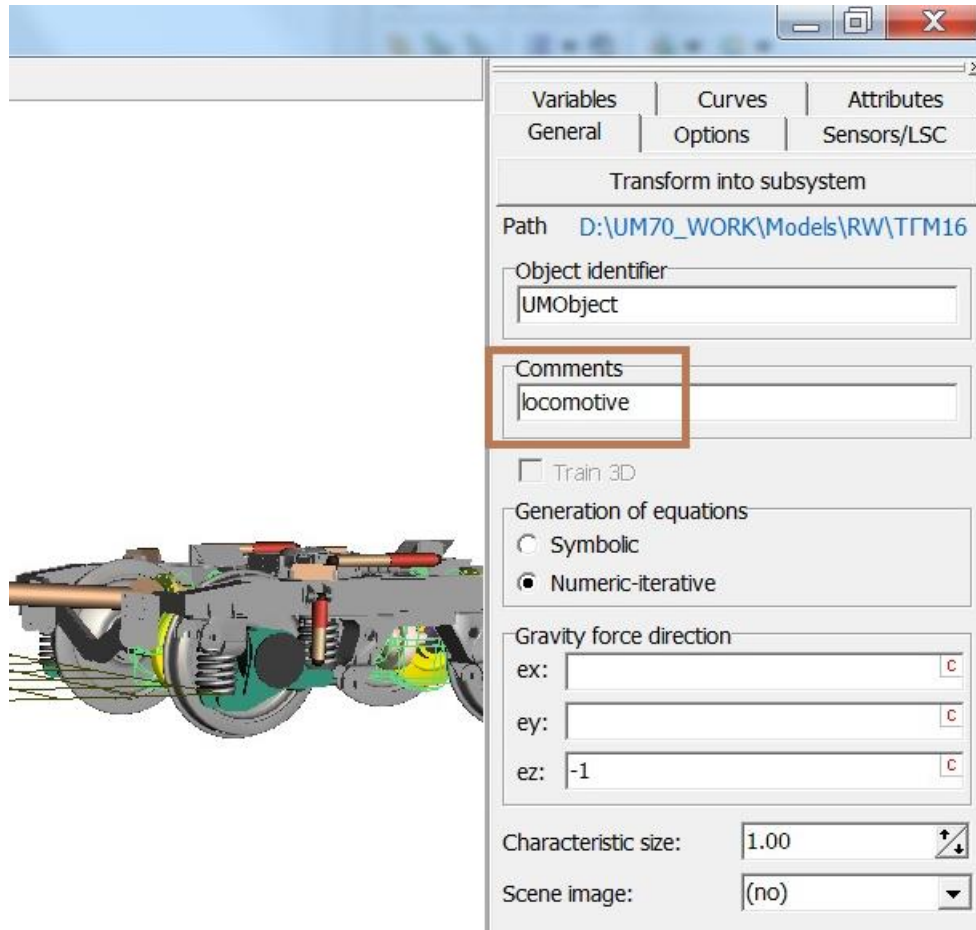 Variables Curves Attributes
General Options Sensors/LSC
Transform into subsystem
Path D:\UM70_WORK\Models\RW\ТГМ16
Object identifier
UMObject
Comments
locomotive
Train 3D
Generation of equations
Symbolic
Numeric-iterative
Gravity force direction
ex: C
ey: C
ez: -1 C
Characteristic size: 1.00
Scene image: (no)